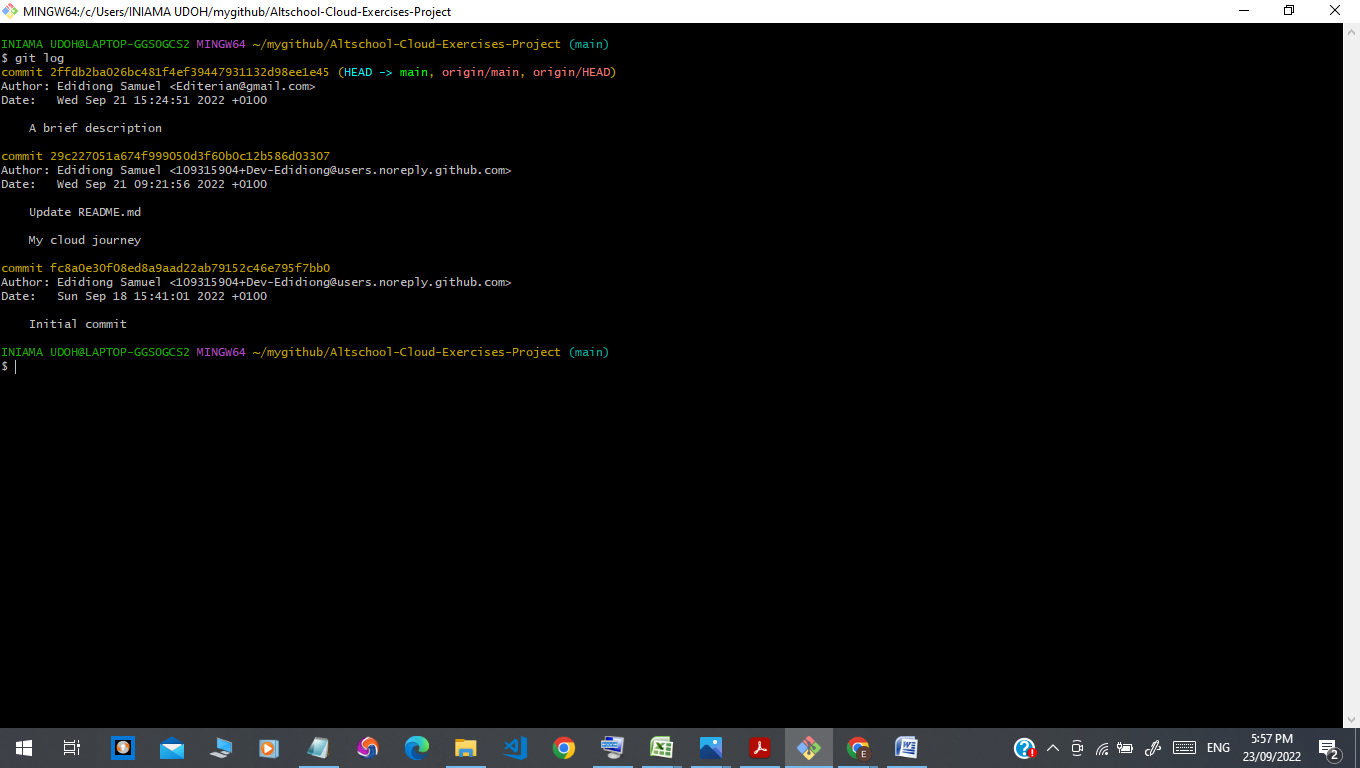 MINGW64:/c/Users/INIAMA UDOH/mygithub/Altschool-Cloud-Exercises-Project
INIAMA UDOH@LAPTOP-GGSOGCS2 MINGW64 ~/mygithub/Altschool-Cloud-Exercises-Project (main)
$ git log
commit 2ffdb2ba026bc481f4ef39447931132d98ee1e45 (HEAD -> main, origin/main, origin/HEAD)
Author: Edidiong Samuel <Editerian@gmail.com>
Date:   Wed Sep 21 15:24:51 2022 +0100
    A brief description
commit 29c227051a674f999050d3f60b0c12b586d03307
Author: Edidiong Samuel <109315904+Dev-Edidiong@users.noreply.github.com>
Date:   Wed Sep 21 09:21:56 2022 +0100
    Update README.md
    My cloud journey
commit fc8a0e30f08ed8a9aad22ab79152c46e795f7bb0
Author: Edidiong Samuel <109315904+Dev-Edidiong@users.noreply.github.com>
Date:   Sun Sep 18 15:41:01 2022 +0100
    Initial commit
INIAMA UDOH@LAPTOP-GGSOGCS2 MINGW64 ~/mygithub/Altschool-Cloud-Exercises-Project (main)
$
ENG
5:57 PM
23/09/2022
2